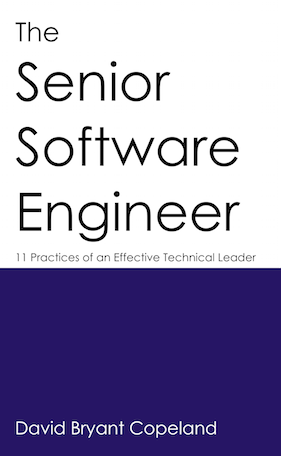 The
Senior
Software
Engineer
11 Practices of an Effective Technical Leader
David Bryant Copeland